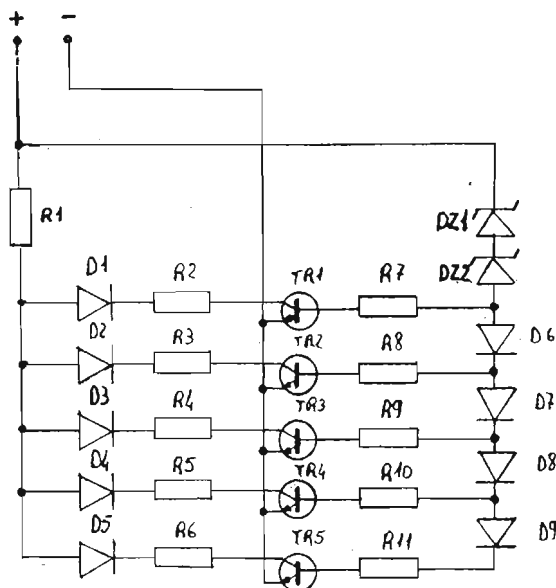 + -
R1
DZ1
DZ2
D1 R2 TR1 R7
D2 R3 TR2 R8 D6
D3 R4 TR3 R9 D7
D4 R5 TR4 R10 D8
D5 R6 TR5 R11 D9